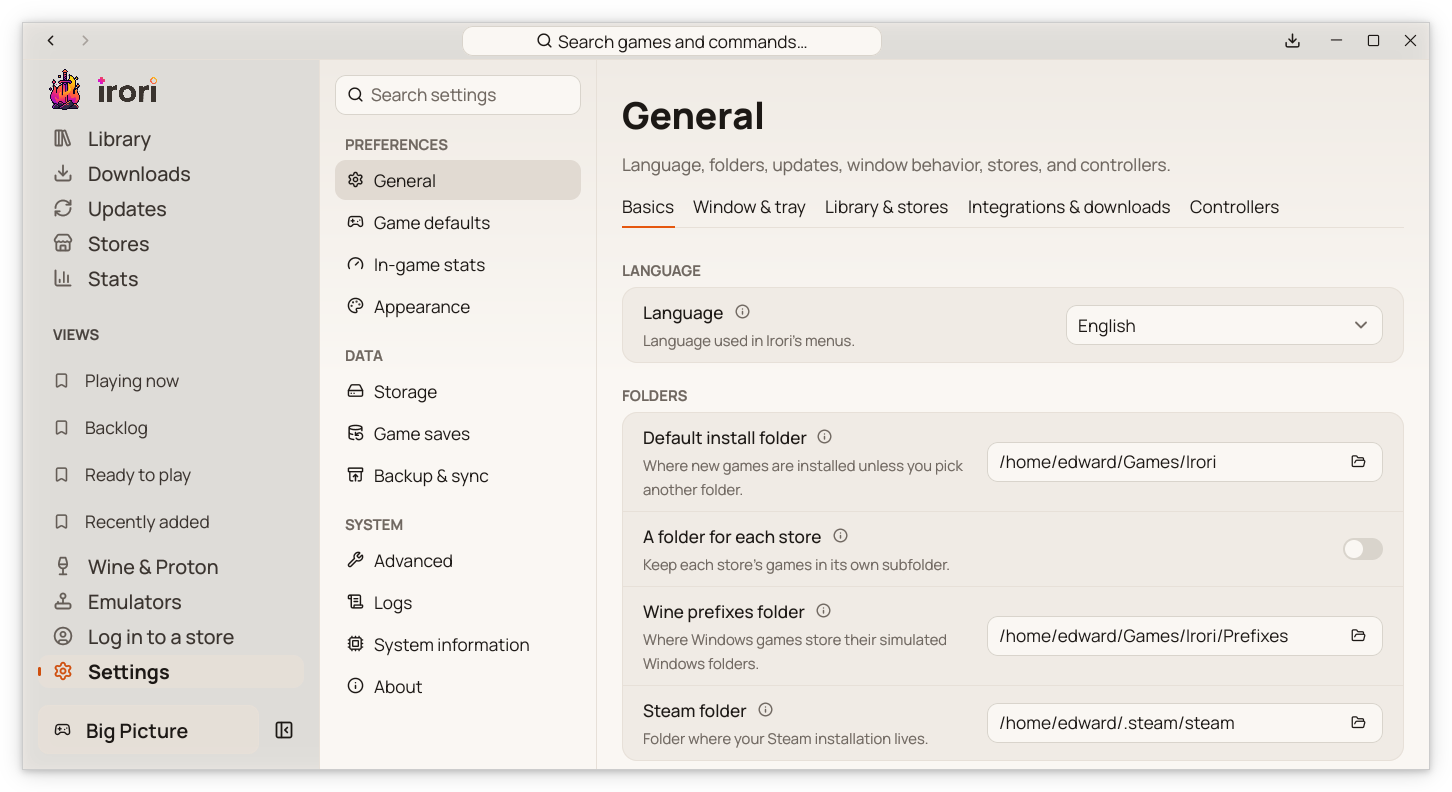 Search games and commands...
irori
Library
Downloads
Updates
Stores
Stats
VIEWS
Playing now
Backlog
Ready to play
Recently added
Wine & Proton
Emulators
Log in to a store
Settings
Big Picture
Search settings
PREFERENCES
General
Game defaults
In-game stats
Appearance
DATA
Storage
Game saves
Backup & sync
SYSTEM
Advanced
Logs
System information
About
General
Language, folders, updates, window behavior, stores, and controllers.
Basics Window & tray Library & stores Integrations & downloads Controllers
LANGUAGE
Language
Language used in Irori's menus.
English
FOLDERS
Default install folder
Where new games are installed unless you pick
another folder.
/home/edward/Games/Irori
A folder for each store
Keep each store's games in its own subfolder.
Wine prefixes folder
Where Windows games store their simulated
Windows folders.
/home/edward/Games/Irori/Prefixes
Steam folder
Folder where your Steam installation lives.
/home/edward/.steam/steam